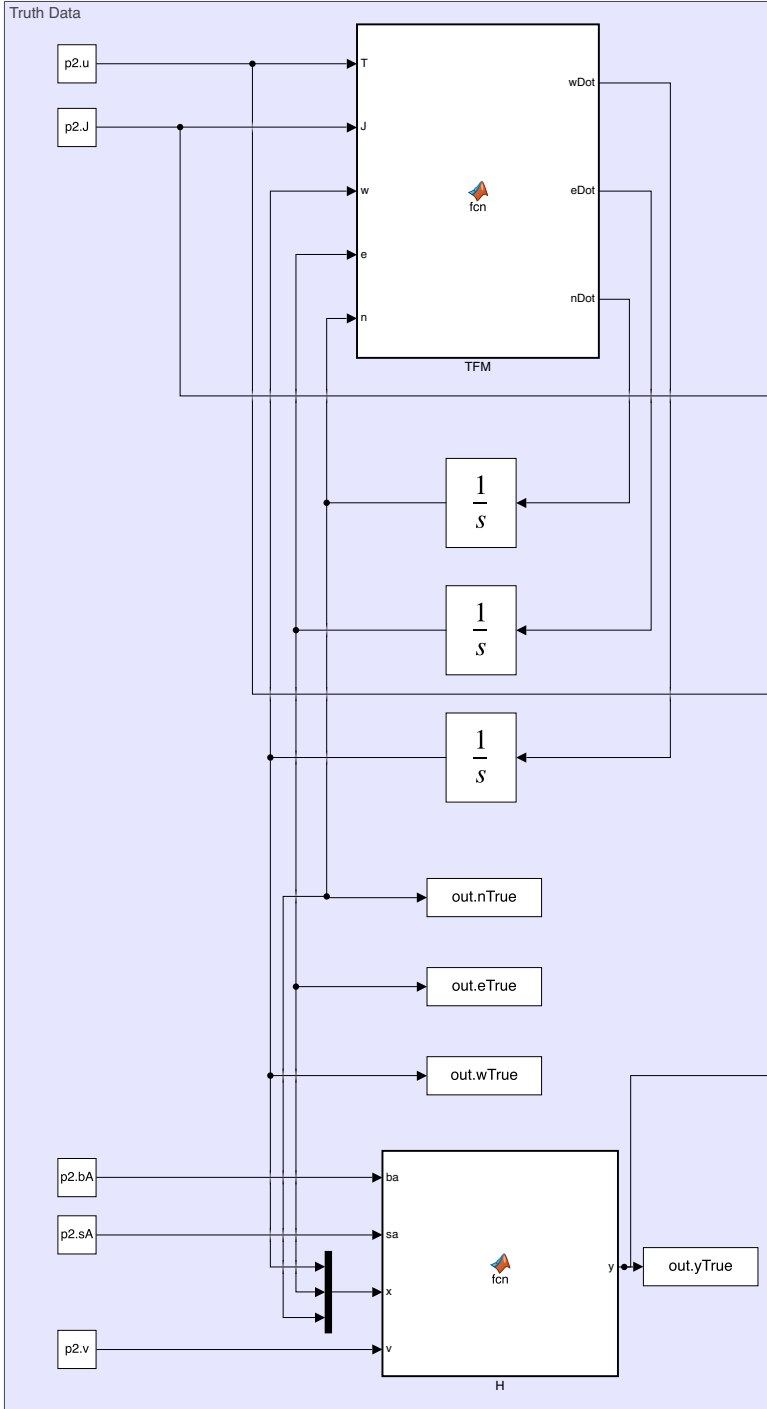 Truth Data
p2.u
T
wDot
p2.J
J
w
eDot
fcn
e
nDot
n
TFM
1
s
1
s
1
s
out.nTrue
out.eTrue
out.wTrue
p2.bA
ba
p2.sA
sa
fcn
y
out.yTrue
x
p2.v
v
H